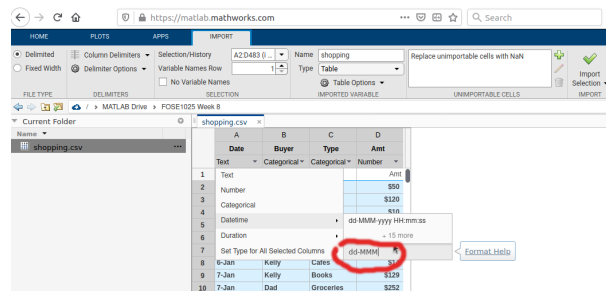 https://matlab.mathworks.com
Search
HOME PLOTS APPS IMPORT
Delimited Column Delimiters Selection/History A2:D483 (i ... Name shopping Replace unimportable cells with NaN
Fixed Width Delimiter Options Variable Names Row 1 Type Table Import
No Variable Names Table Options Selection
FILE TYPE DELIMITERS SELECTION IMPORTED VARIABLE UNIMPORTABLE CELLS IMPORT
/ > MATLAB Drive > FOSE1025 Week 8
Current Folder shopping.csv ×
Name A B C D
shopping.csv ••• Date Buyer Type Amt
Text Categorical Categorical Number
1 Text Amt
2 Number $50
3 $120
4 Categorical $10
5 Datetime dd-MMM-yyyy HH:mm:ss
6 Duration + 15 more
7 Set Type for All Selected Columns dd-MMM Format Help
8 6-Jan Kelly Cafes
9 7-Jan Kelly Books $129
10 7-Jan Dad Groceries $252